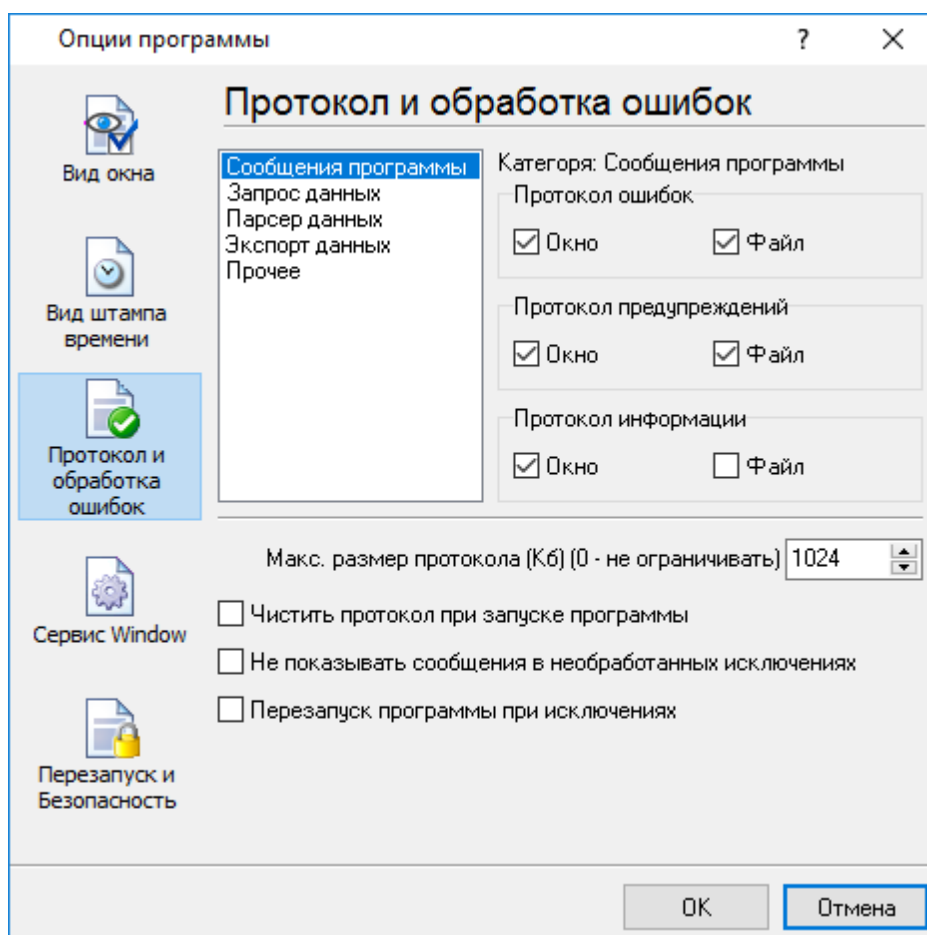 Опции программы
?
Вид окна
Вид штампа
времени
Протокол и
обработка
ошибок
Сервис Window
Перезапуск и
Безопасность
Протокол и обработка ошибок
Сообщения программы
Запрос данных
Парсер данных
Экспорт данных
Прочее
Категоря: Сообщения программы
Протокол ошибок
Окно
Файл
Протокол предупреждений
Окно
Файл
Протокол информации
Окно
Файл
Макс. размер протокола (Кб) (0 - не ограничивать) 1024
Чистить протокол при запуске программы
Не показывать сообщения в необработанных исключениях
Перезапуск программы при исключениях
OK
Отмена